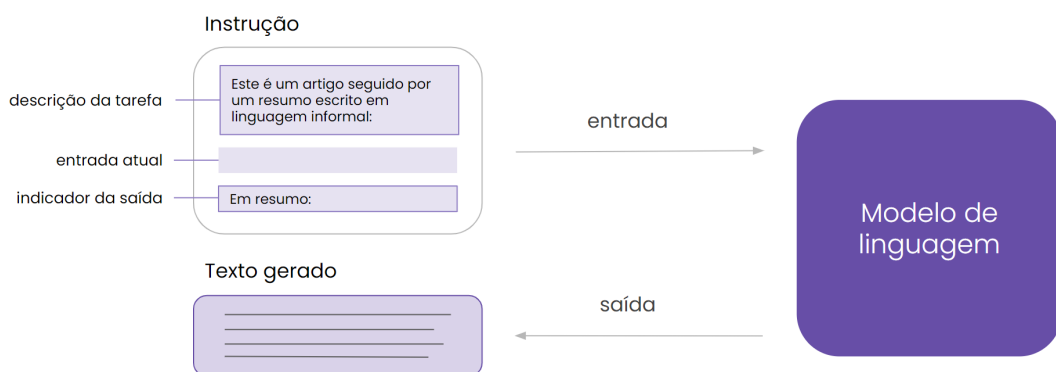 Instrução
descrição da tarefa
Este é um artigo seguido por
um resumo escrito em
linguagem informal:
entrada atual
indicador da saída
Em resumo:
entrada
Modelo de
linguagem
Texto gerado
saída